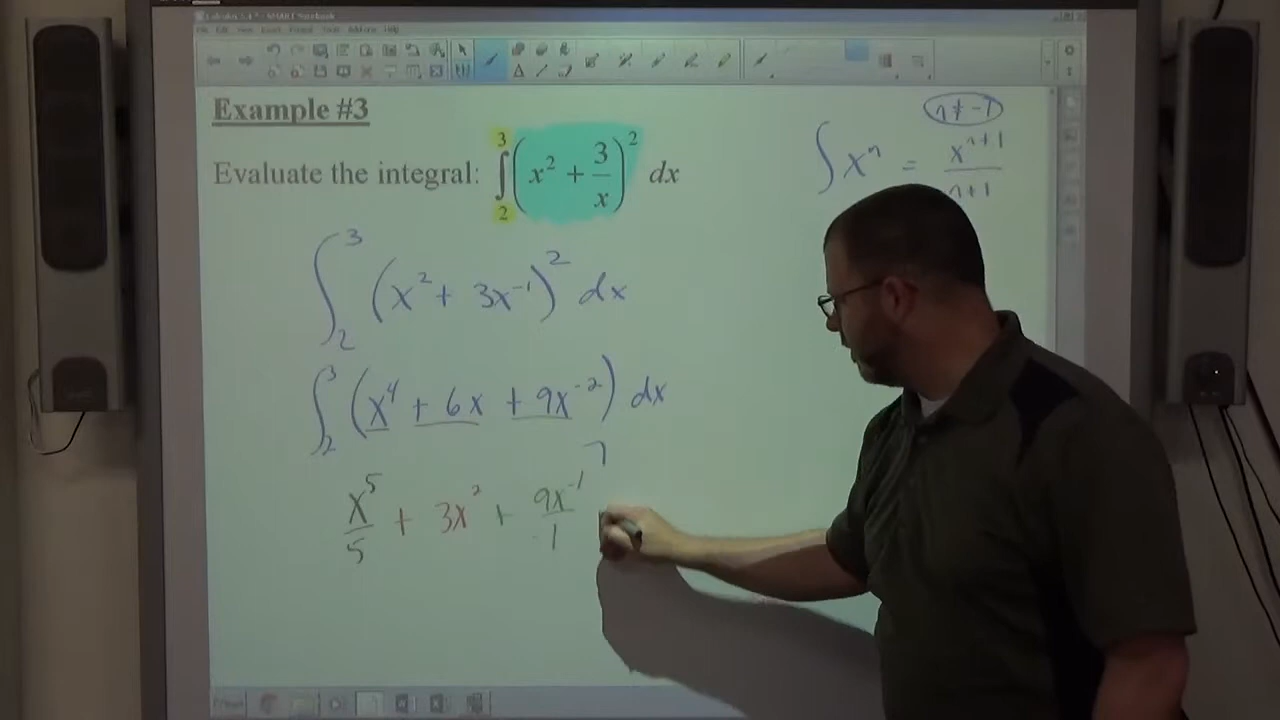 Example #3
n ≠ -1
Evaluate the integral: ∫₂³ (x² + 3/x)² dx
∫ xⁿ = xⁿ⁺¹/n+1
∫₂³ (x² + 3x⁻¹)² dx
∫₂³ (x⁴ + 6x + 9x⁻²) dx
x⁵/5 + 3x² + 9x⁻¹/-1